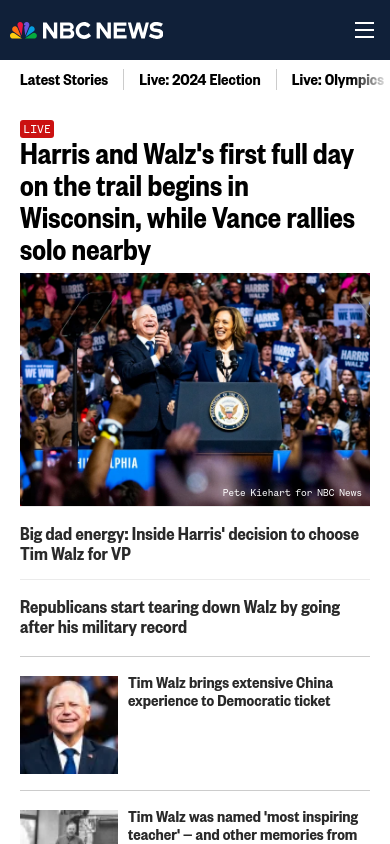 NBC NEWS
Latest Stories
Live: 2024 Election
Live: Olympics
LIVE
Harris and Walz's first full day
on the trail begins in
Wisconsin, while Vance rallies
solo nearby
HARRIS
WALZ
HARRIS
WALZ
WE WIN
HARRIS
WALZ
Pete Kiehart for NBC News
Big dad energy: Inside Harris' decision to choose
Tim Walz for VP
Republicans start tearing down Walz by going
after his military record
Tim Walz brings extensive China
experience to Democratic ticket
Tim Walz was named 'most inspiring
teacher' – and other memories from